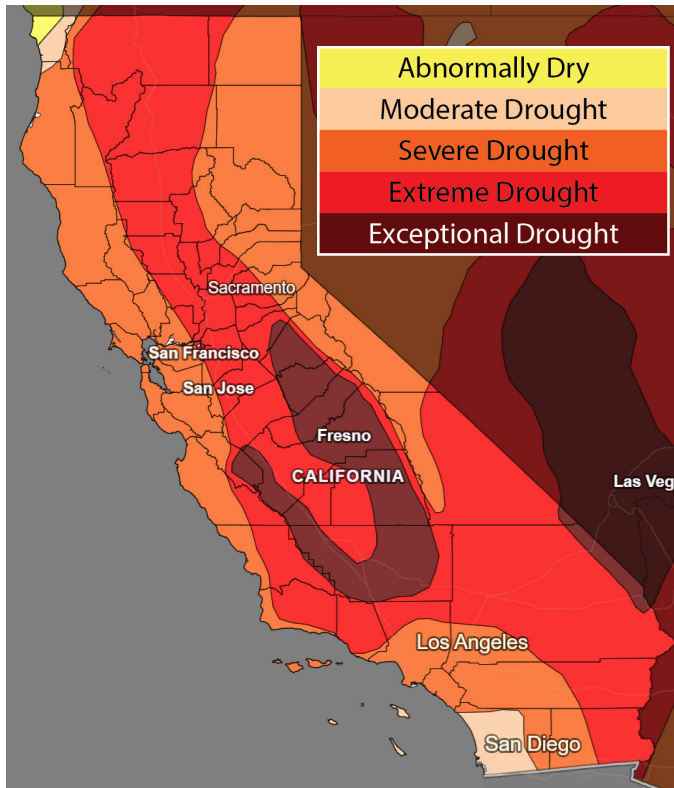 Abnormally Dry
Moderate Drought
Severe Drought
Extreme Drought
Exceptional Drought
Sacramento
San Francisco
San Jose
Fresno
CALIFORNIA
Las Veg
Los Angeles
San Diego